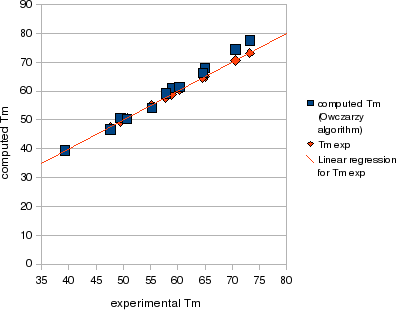 90
80
70
60
50
40
30
20
10
0
computed Tm
35 40 45 50 55 60 65 70 75 80
experimental Tm
computed Tm
(Owczarzy
algorithm)
Tm exp
Linear regression
for Tm exp